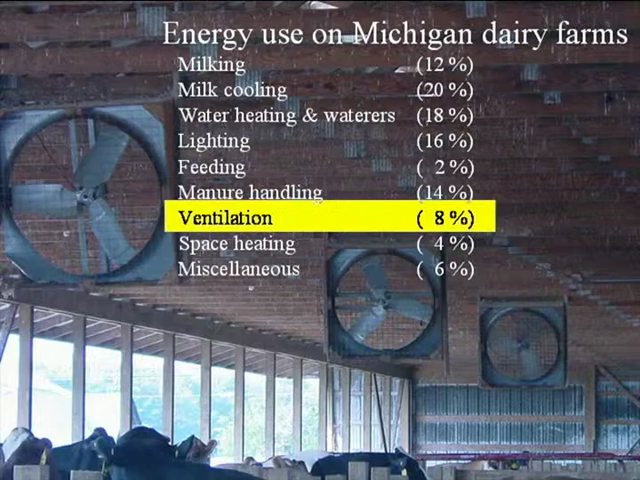 Energy use on Michigan dairy farms
Milking (12 %)
Milk cooling (20 %)
Water heating & waterers (18 %)
Lighting (16 %)
Feeding ( 2 %)
Manure handling (14 %)
Ventilation ( 8 %)
Space heating ( 4 %)
Miscellaneous ( 6 %)